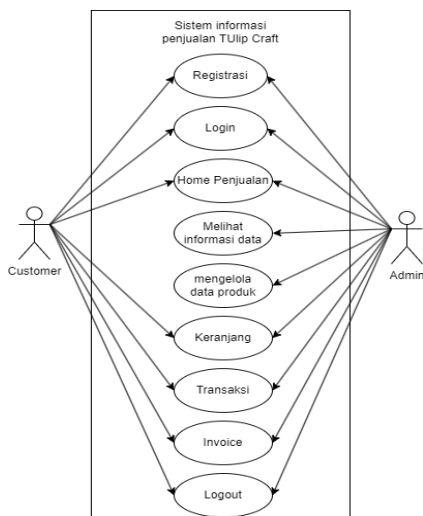 Sistem informasi
penjualan TUlip Craft
Registrasi
Login
Home Penjualan
Melihat
informasi data
mengelola
data produk
Keranjang
Transaksi
Invoice
Logout
Customer
Admin